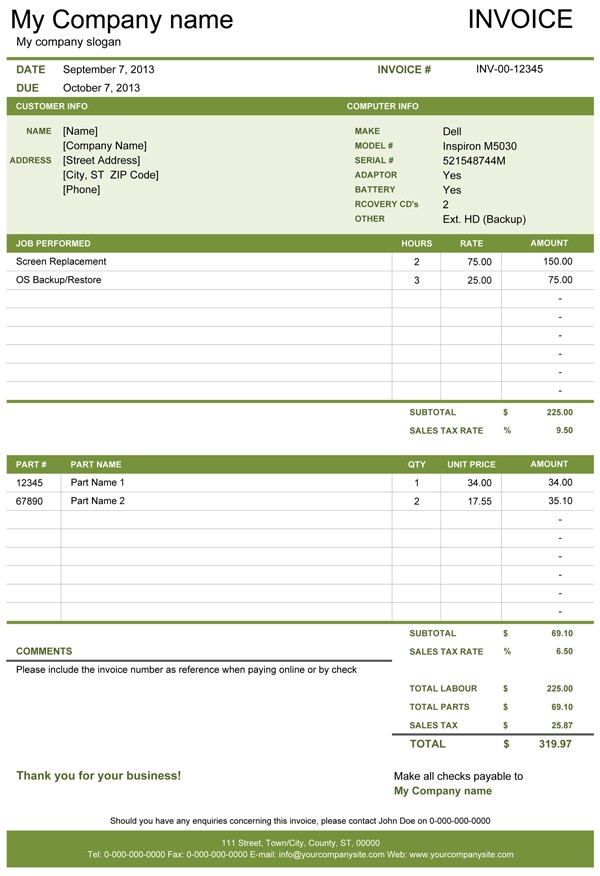 My Company name INVOICE
My company slogan
DATE September 7, 2013 INVOICE # INV-00-12345
DUE October 7, 2013
CUSTOMER INFO COMPUTER INFO
NAME [Name] MAKE Dell
[Company Name] MODEL # Inspiron M5030
ADDRESS [Street Address] SERIAL # 521548744M
[City, ST ZIP Code] ADAPTOR Yes
[Phone] BATTERY Yes
RCOVERY CD's 2
OTHER Ext. HD (Backup)
JOB PERFORMED HOURS RATE AMOUNT
Screen Replacement 2 75.00 150.00
OS Backup/Restore 3 25.00 75.00
-
-
-
-
-
-
SUBTOTAL $ 225.00
SALES TAX RATE % 9.50
PART # PART NAME QTY UNIT PRICE AMOUNT
12345 Part Name 1 1 34.00 34.00
67890 Part Name 2 2 17.55 35.10
-
-
-
-
-
-
SUBTOTAL $ 69.10
COMMENTS SALES TAX RATE % 6.50
Please include the invoice number as reference when paying online or by check
TOTAL LABOUR $ 225.00
TOTAL PARTS $ 69.10
SALES TAX $ 25.87
TOTAL $ 319.97
Thank you for your business! Make all checks payable to
My Company name
Should you have any enquiries concerning this invoice, please contact John Doe on 0-000-000-0000
111 Street, Town/City, County, ST, 00000
Tel: 0-000-000-0000 Fax: 0-000-000-0000 E-mail: info@yourcompanysite.com Web: www.yourcompanysite.com